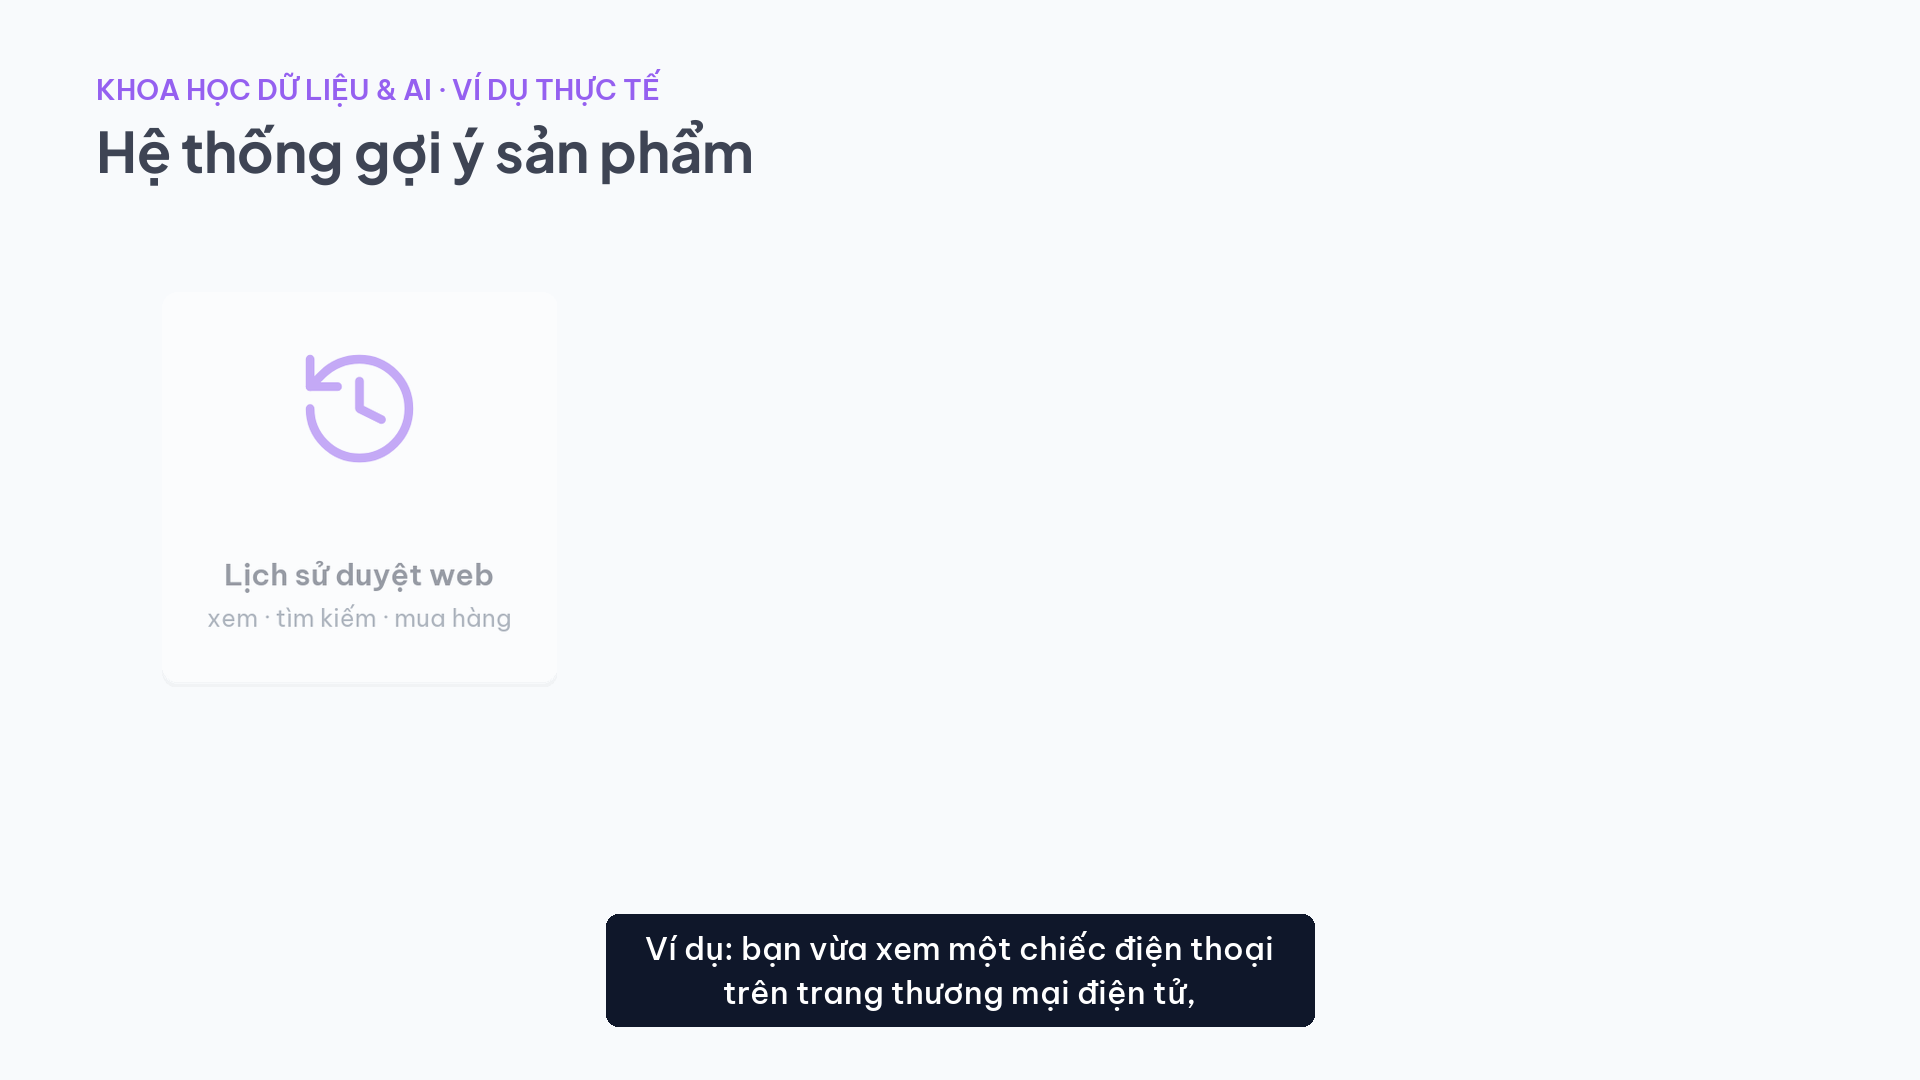 KHOA HỌC DỮ LIỆU & AI · VÍ DỤ THỰC TẾ
Hệ thống gợi ý sản phẩm
Lịch sử duyệt web
xem · tìm kiếm · mua hàng
Ví dụ: bạn vừa xem một chiếc điện thoại
trên trang thương mại điện tử,